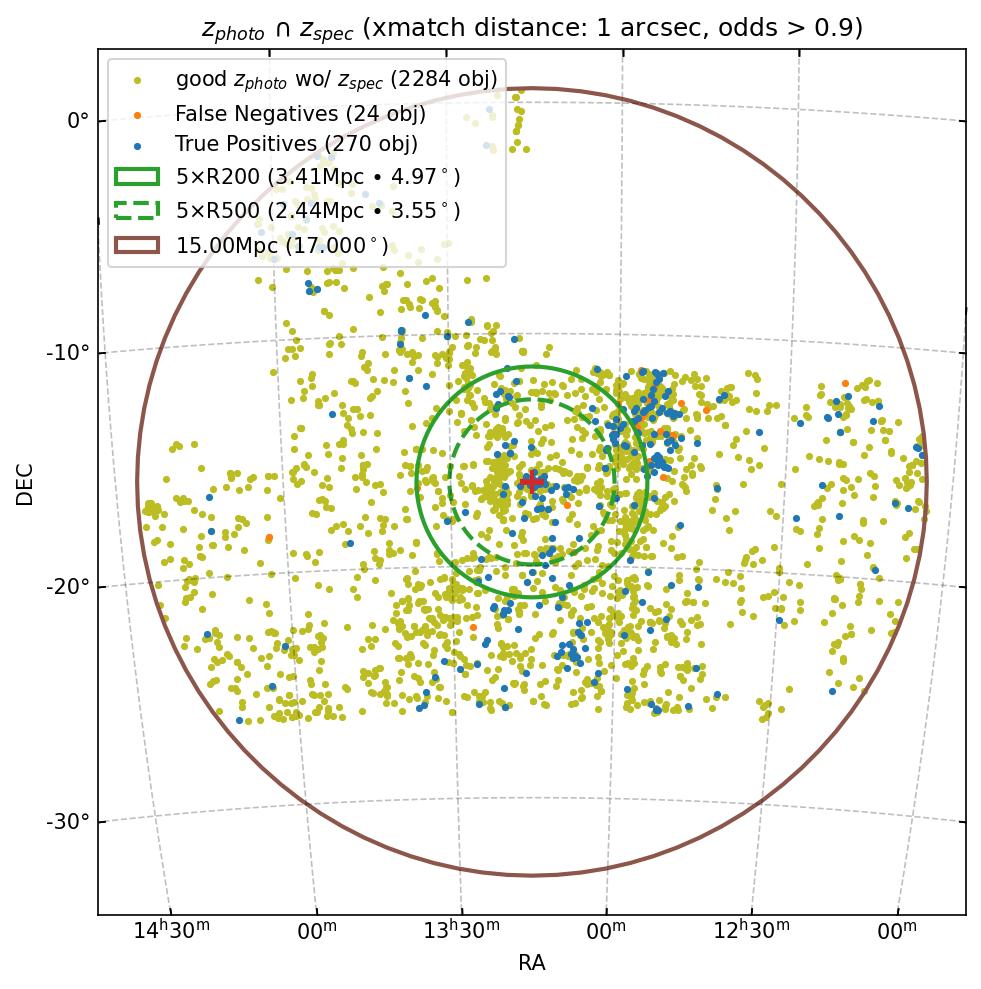 z_photo ∩ z_spec (xmatch distance: 1 arcsec, odds > 0.9)
good z_photo wo/ z_spec (2284 obj)
False Negatives (24 obj)
True Positives (270 obj)
5×R200 (3.41Mpc • 4.97°)
5×R500 (2.44Mpc • 3.55°)
15.00Mpc (17.000°)
0°
-10°
-20°
-30°
DEC
14h30m 00m 13h30m 00m 12h30m 00m
RA